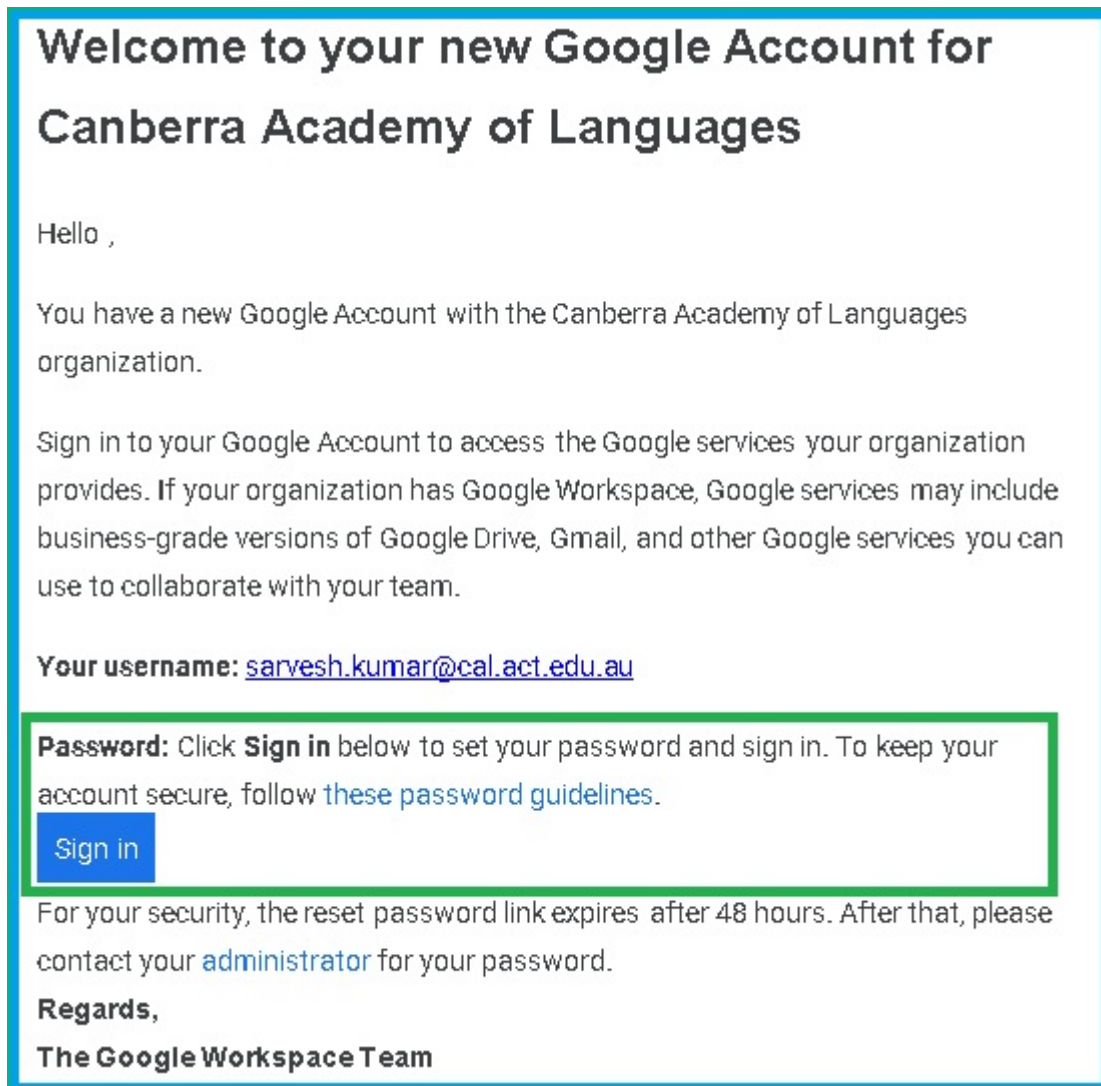 Welcome to your new Google Account for
Canberra Academy of Languages
Hello ,
You have a new Google Account with the Canberra Academy of Languages
organization.
Sign in to your Google Account to access the Google services your organization
provides. If your organization has Google Workspace, Google services may include
business-grade versions of Google Drive, Gmail, and other Google services you can
use to collaborate with your team.
Your username: sarvesh.kumar@cal.act.edu.au
Password: Click Sign in below to set your password and sign in. To keep your
account secure, follow these password guidelines.
Sign in
For your security, the reset password link expires after 48 hours. After that, please
contact your administrator for your password.
Regards,
The Google Workspace Team